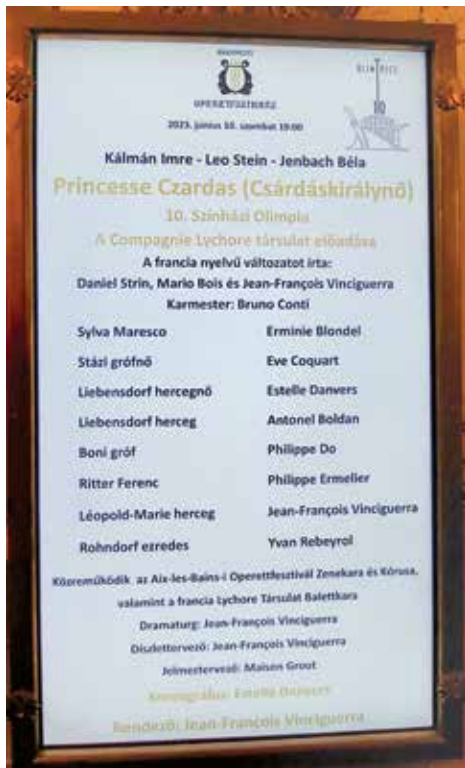 BUDAPESTI
OPERETTSZÍNHÁZ
2023. június 10. szombat 19:00
Kálmán Imre - Leo Stein - Jenbach Béla
Princesse Czardas (Csárdáskirálynő)
10. Színházi Olimpia
A Compagnie Lychore társulat előadása
A francia nyelvű változatot írta:
Daniel Strin, Mario Bois és Jean-François Vinciguerra
Karmester: Bruno Conti
Sylva Maresco Erminie Blondel
Stázi grófnő Eve Coquart
Liebensdorf hercegnő Estelle Danvers
Liebensdorf herceg Antonel Boldan
Boni gróf Philippe Do
Ritter Ferenc Philippe Ermelier
Léopold-Marie herceg Jean-François Vinciguerra
Rohndorf ezredes Yvan Rebeyrol
Közreműködik az Aix-les-Bains-i Operettfesztivál Zenekara és Kórusa,
valamint a francia Lychore Társulat Balettkara
Dramaturg: Jean-François Vinciguerra
Díszlettervező: Jean-François Vinciguerra
Jelmeztervező: Maison Grout
Koreográfus: Estelle Danvers
Rendező: Jean-François Vinciguerra